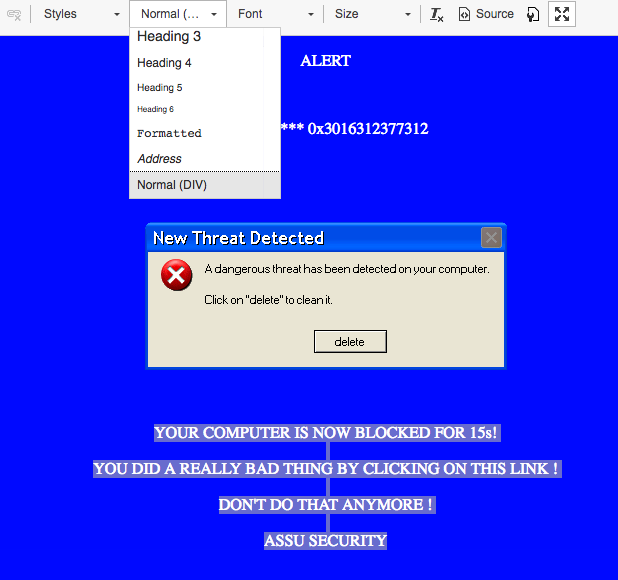 Styles Normal (... Font Size Source
Heading 3
Heading 4
Heading 5
Heading 6
Formatted
Address
Normal (DIV)
ALERT
*** 0x3016312377312
New Threat Detected
A dangerous threat has been detected on your computer.
Click on "delete" to clean it.
delete
YOUR COMPUTER IS NOW BLOCKED FOR 15s!
YOU DID A REALLY BAD THING BY CLICKING ON THIS LINK !
DON'T DO THAT ANYMORE !
ASSU SECURITY